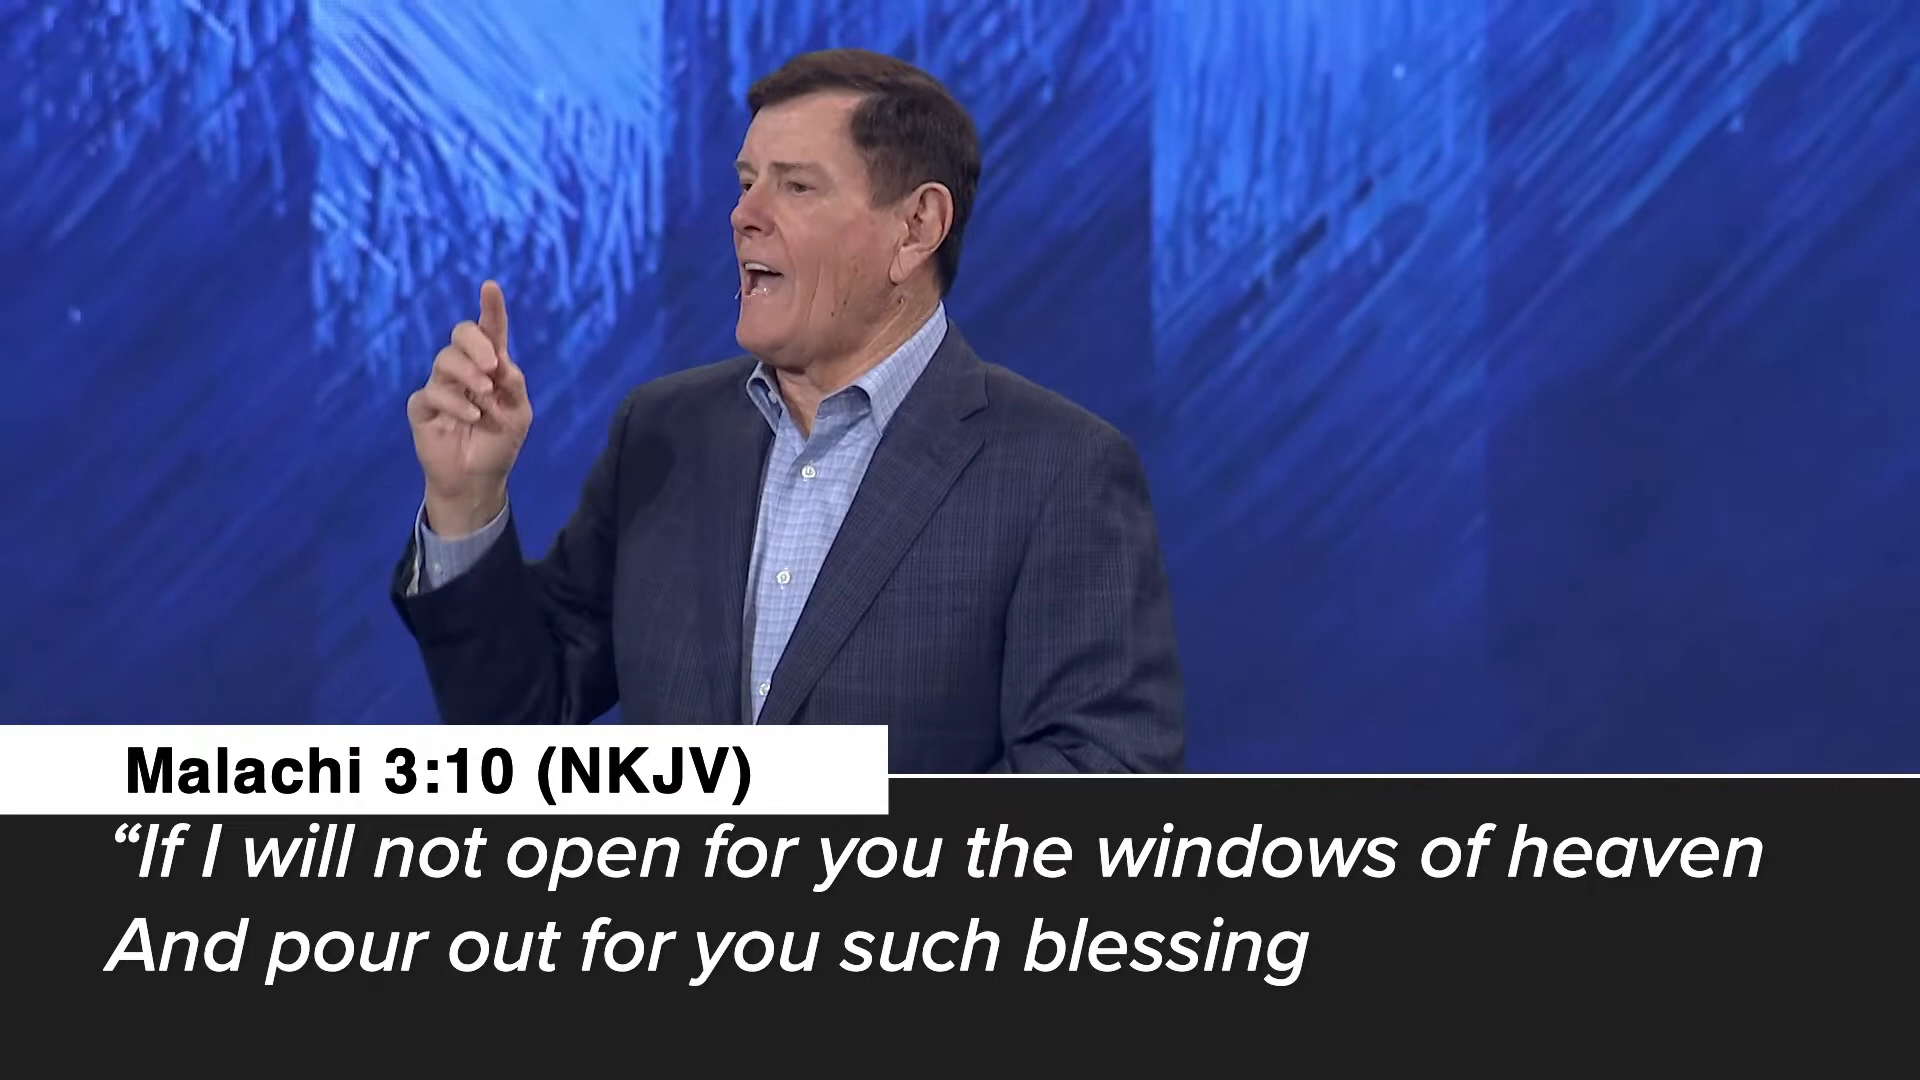 Malachi 3:10 (NKJV)
“If I will not open for you the windows of heaven
And pour out for you such blessing